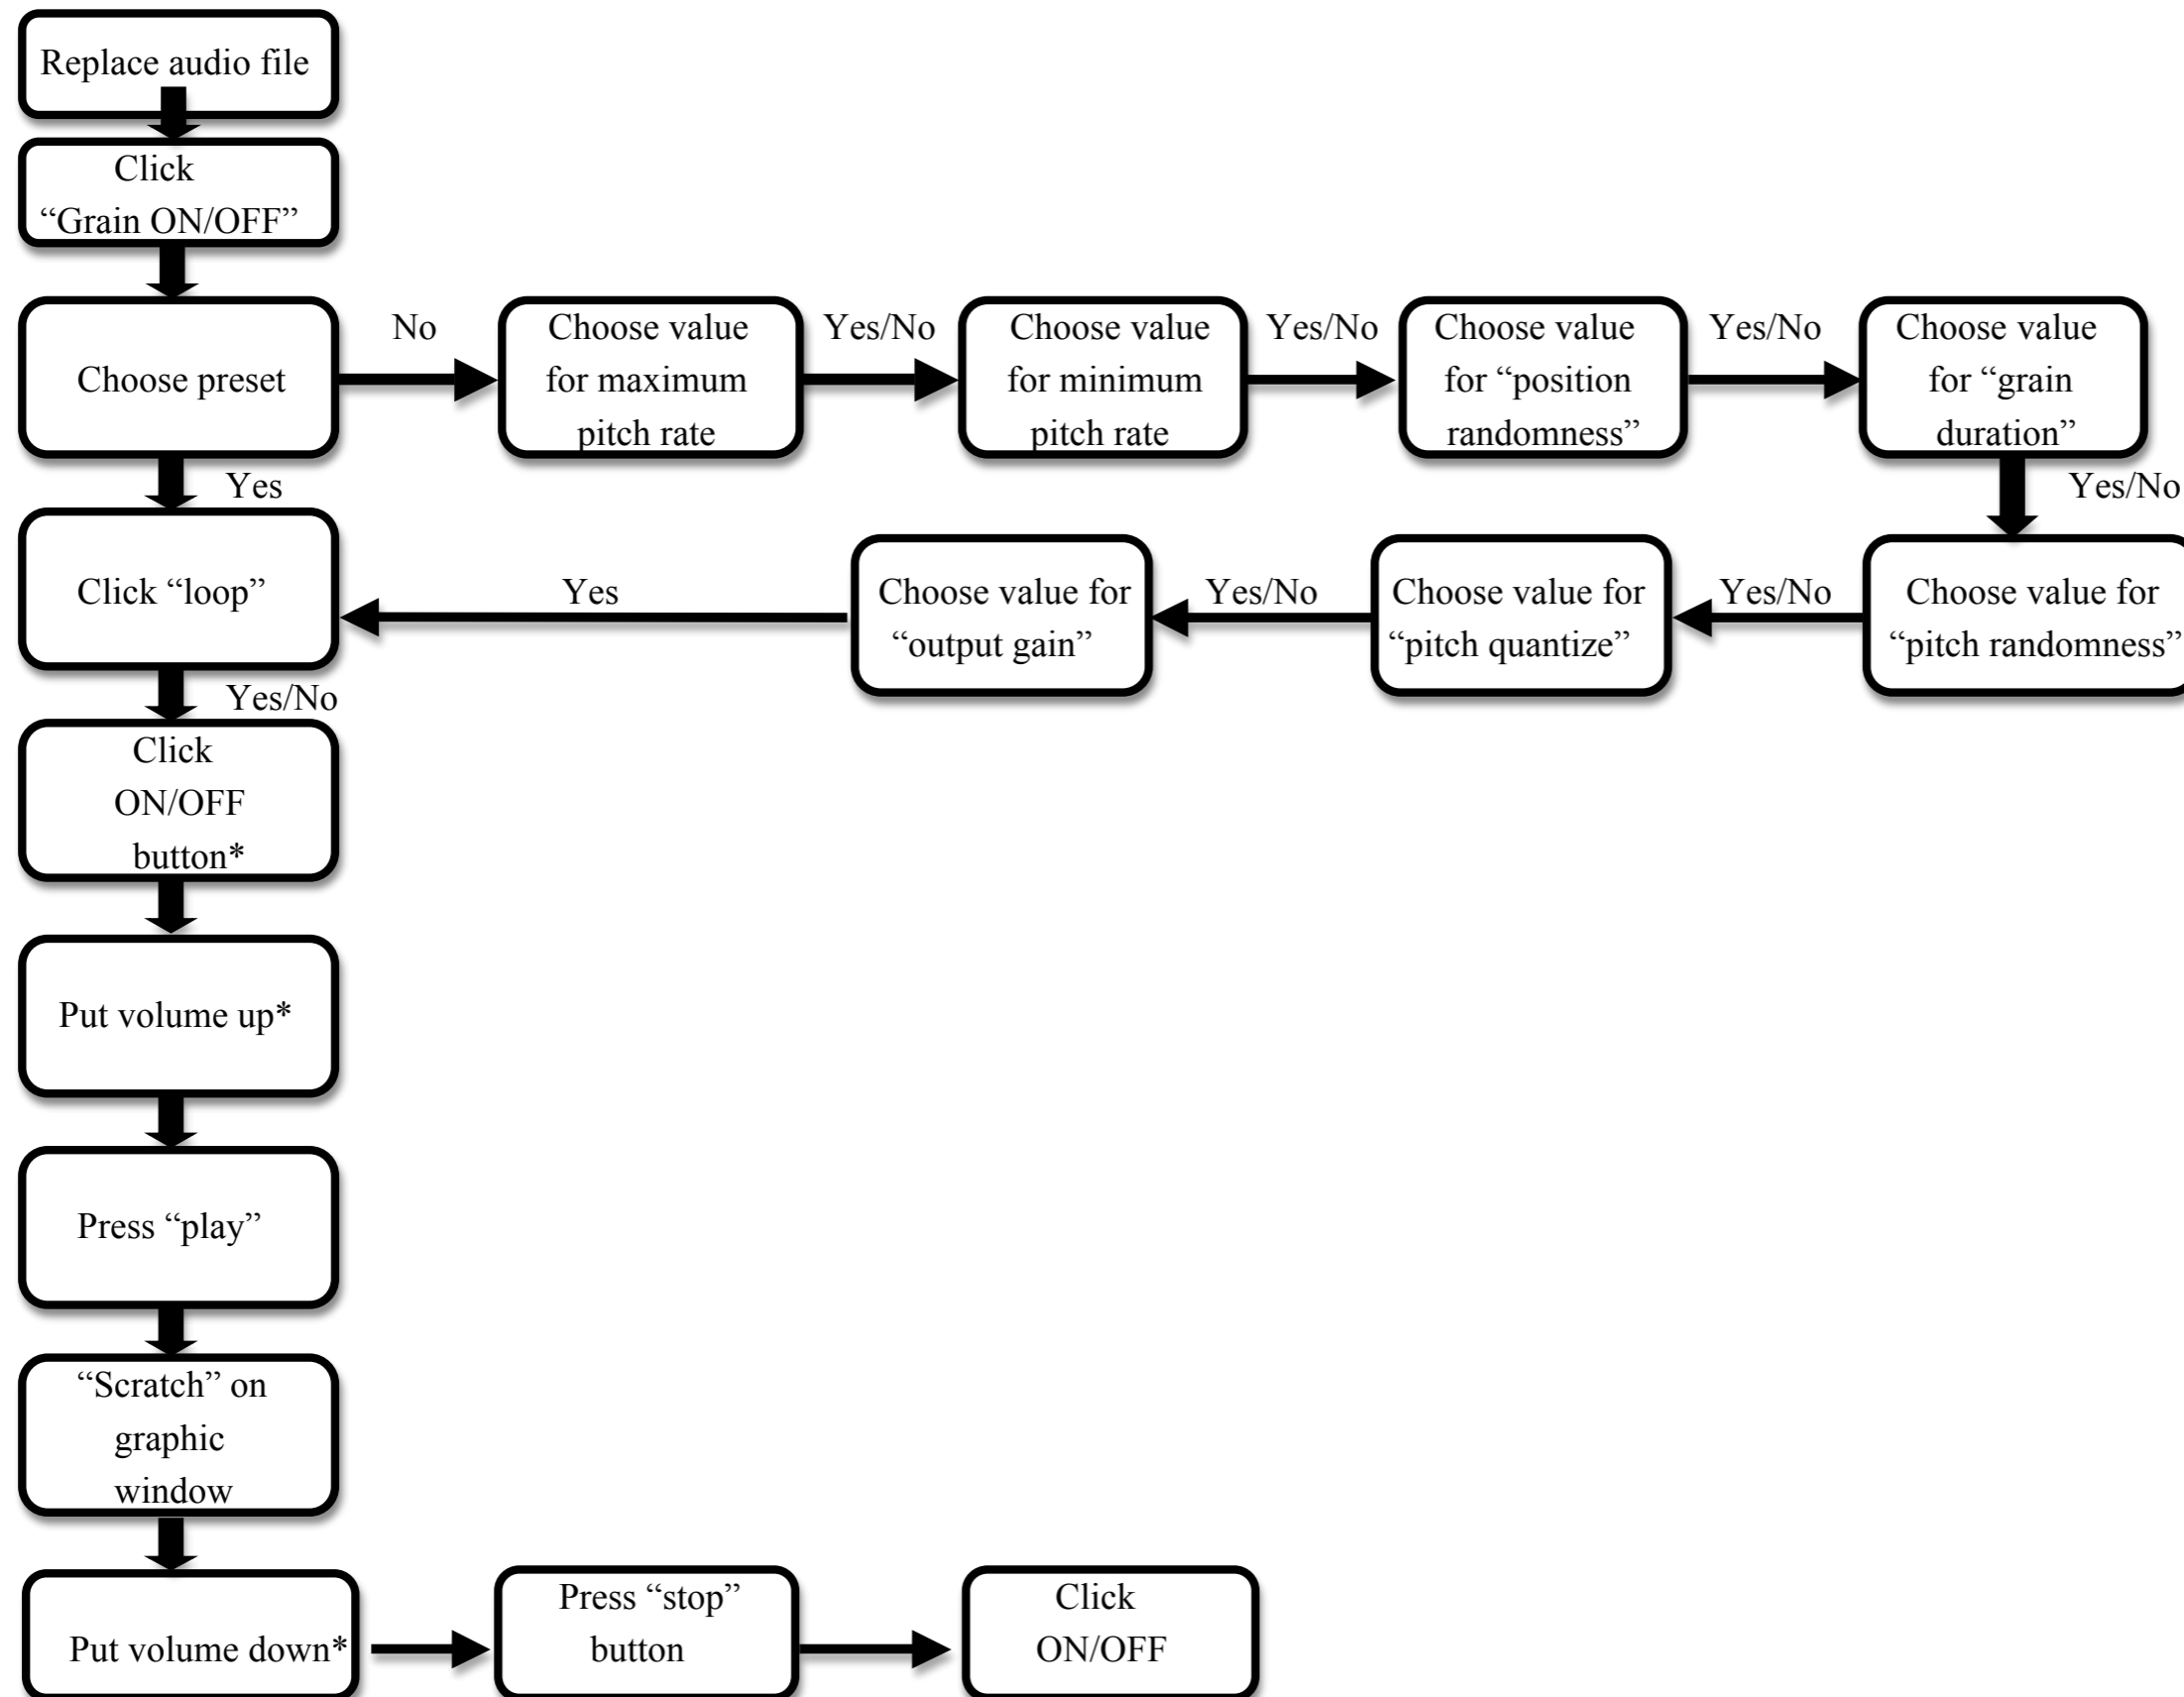 Replace audio file
Click
“Grain ON/OFF”
Choose preset
No
Choose value
for maximum
pitch rate
Yes/No
Choose value
for minimum
pitch rate
Yes/No
Choose value
for “position
randomness”
Yes/No
Choose value
for “grain
duration”
Yes/No
Choose value for
“pitch randomness”
Yes/No
Choose value for
“pitch quantize”
Yes/No
Choose value for
“output gain”
Yes
Yes
Click “loop”
Yes/No
Click
ON/OFF
button*
Put volume up*
Press “play”
“Scratch” on
graphic
window
Put volume down*
Press “stop”
button
Click
ON/OFF